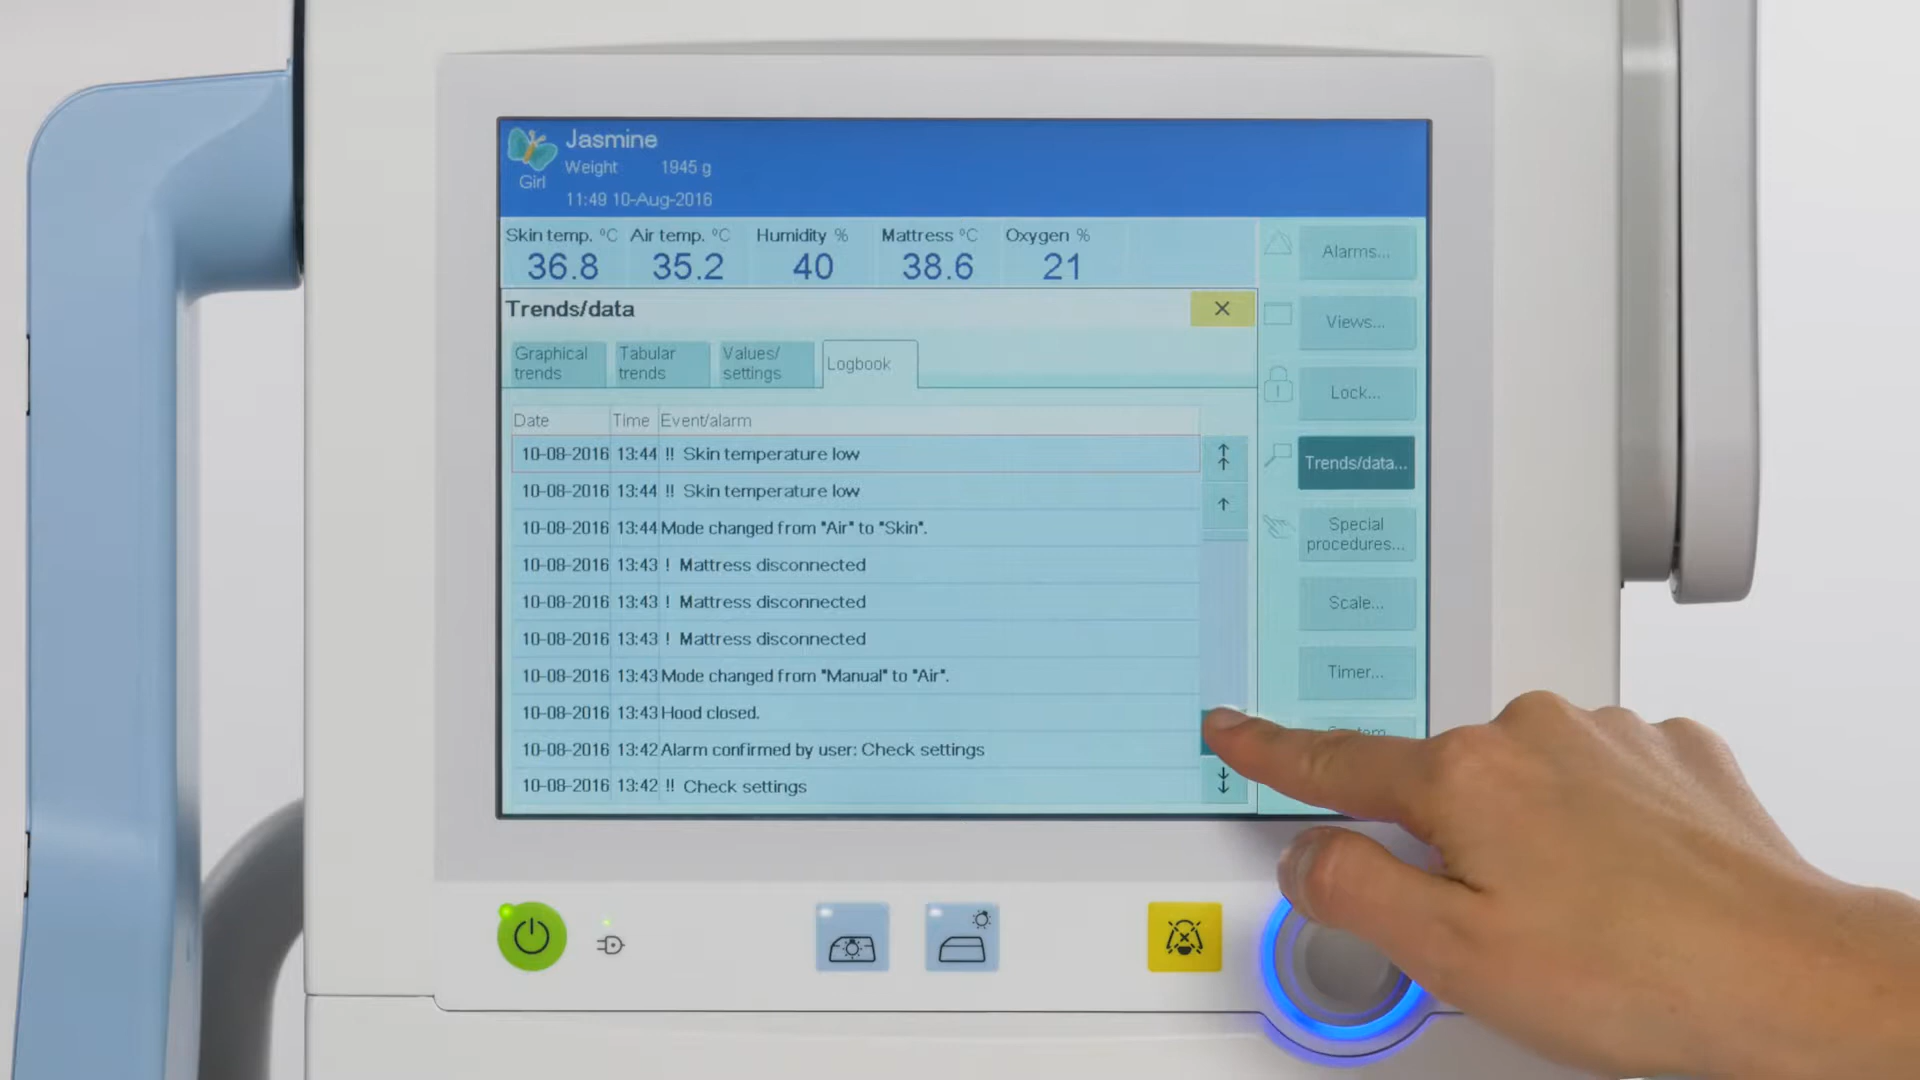 Jasmine
Weight 1945 g
Girl
11:49 10-Aug-2016
Skin temp. °C Air temp. °C Humidity % Mattress °C Oxygen %
36.8 35.2 40 38.6 21
Trends/data
Graphical trends
Tabular trends
Values/ settings
Logbook
Date Time Event/alarm
10-08-2016 13:44 !! Skin temperature low
10-08-2016 13:44 !! Skin temperature low
10-08-2016 13:44 Mode changed from "Air" to "Skin".
10-08-2016 13:43 ! Mattress disconnected
10-08-2016 13:43 ! Mattress disconnected
10-08-2016 13:43 ! Mattress disconnected
10-08-2016 13:43 Mode changed from "Manual" to "Air".
10-08-2016 13:43 Hood closed.
10-08-2016 13:42 Alarm confirmed by user: Check settings
10-08-2016 13:42 !! Check settings
Alarms...
Views...
Lock...
Trends/data...
Special
procedures...
Scale...
Timer...